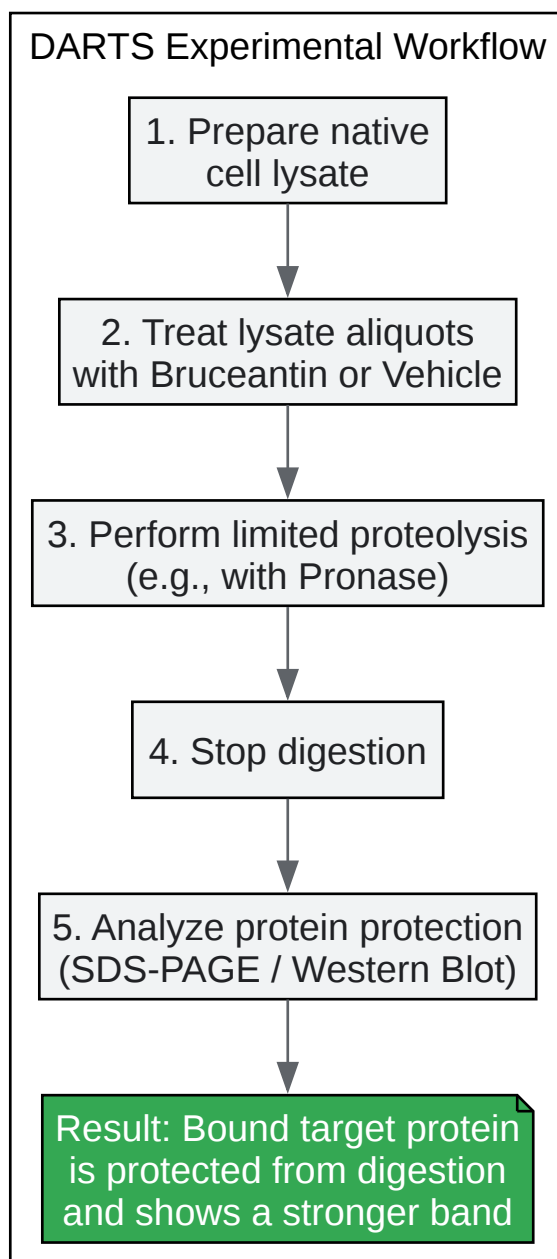 DARTS Experimental Workflow
1. Prepare native
cell lysate
2. Treat lysate aliquots
with Bruceantin or Vehicle
3. Perform limited proteolysis
(e.g., with Pronase)
4. Stop digestion
5. Analyze protein protection
(SDS-PAGE / Western Blot)
Result: Bound target protein
is protected from digestion
and shows a stronger band